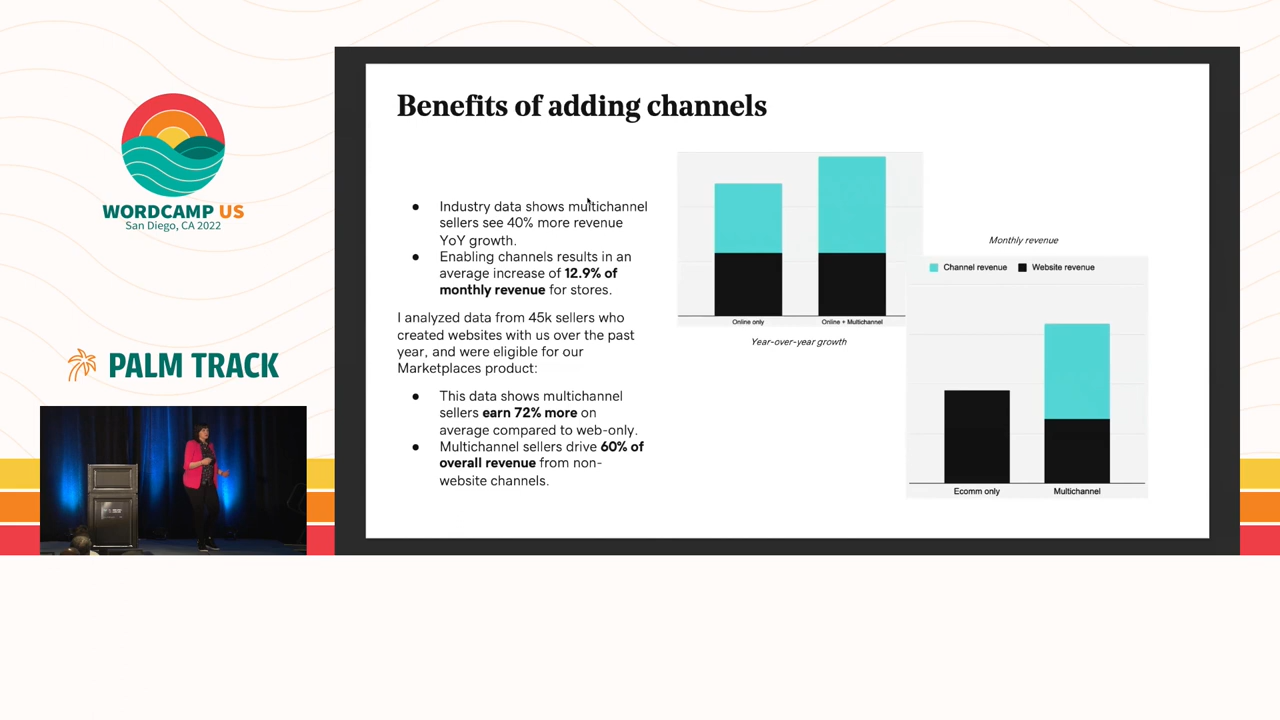 WORDCAMP US
San Diego, CA 2022
PALM TRACK
Benefits of adding channels
● Industry data shows multichannel
sellers see 40% more revenue
YoY growth.
● Enabling channels results in an
average increase of 12.9% of
monthly revenue for stores.
I analyzed data from 45k sellers who
created websites with us over the past
year, and were eligible for our
Marketplaces product:
● This data shows multichannel
sellers earn 72% more on
average compared to web-only.
● Multichannel sellers drive 60% of
overall revenue from non-
website channels.
Online only
Online + Multichannel
Year-over-year growth
Monthly revenue
Channel revenue
Website revenue
Ecomm only
Multichannel